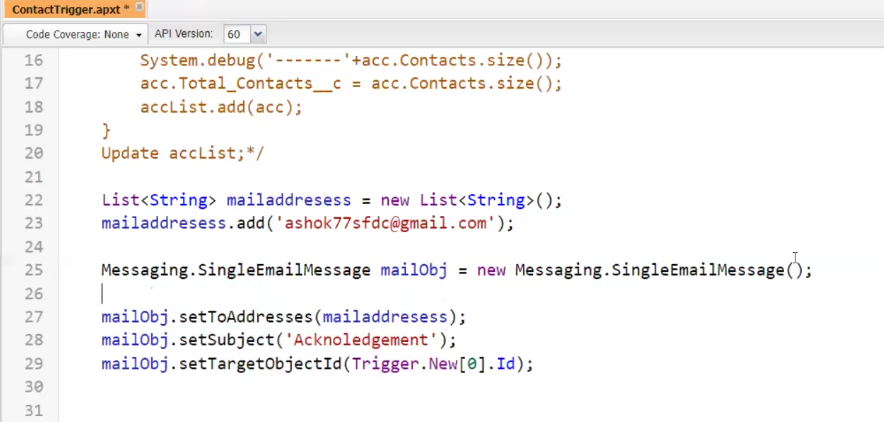 ContactTrigger.apxt *
Code Coverage: None API Version: 60
16 System.debug('-------'+acc.Contacts.size());
17 acc.Total_Contacts__c = acc.Contacts.size();
18 accList.add(acc);
19 }
20 Update accList;*/
21
22 List<String> mailaddresess = new List<String>();
23 mailaddresess.add('ashok77sfdc@gmail.com');
24
25 Messaging.SingleEmailMessage mailObj = new Messaging.SingleEmailMessage();
26
27 mailObj.setToAddresses(mailaddresess);
28 mailObj.setSubject('Acknoledgement');
29 mailObj.setTargetObjectId(Trigger.New[0].Id);
30
31